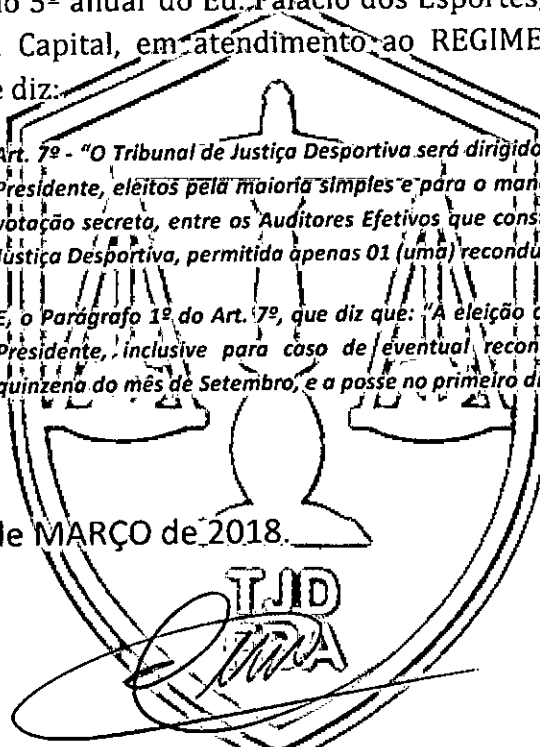 do 5º andar do Ed. Palácio dos Esportes,
Capital, em atendimento ao REGIME
e diz:
Art. 7º - "O Tribunal de Justiça Desportiva será dirigido
Presidente, eleitos pela maioria simples e para o man
votação secreta, entre os Auditores Efetivos que cons
Justiça Desportiva, permitida apenas 01 (uma) recondu
E, o Parágrafo 1º do Art. 7º, que diz que: "A eleição
Presidente, inclusive para caso de eventual recon
quinzena do mês de Setembro, e a posse no primeiro di
de MARÇO de 2018.
TJD